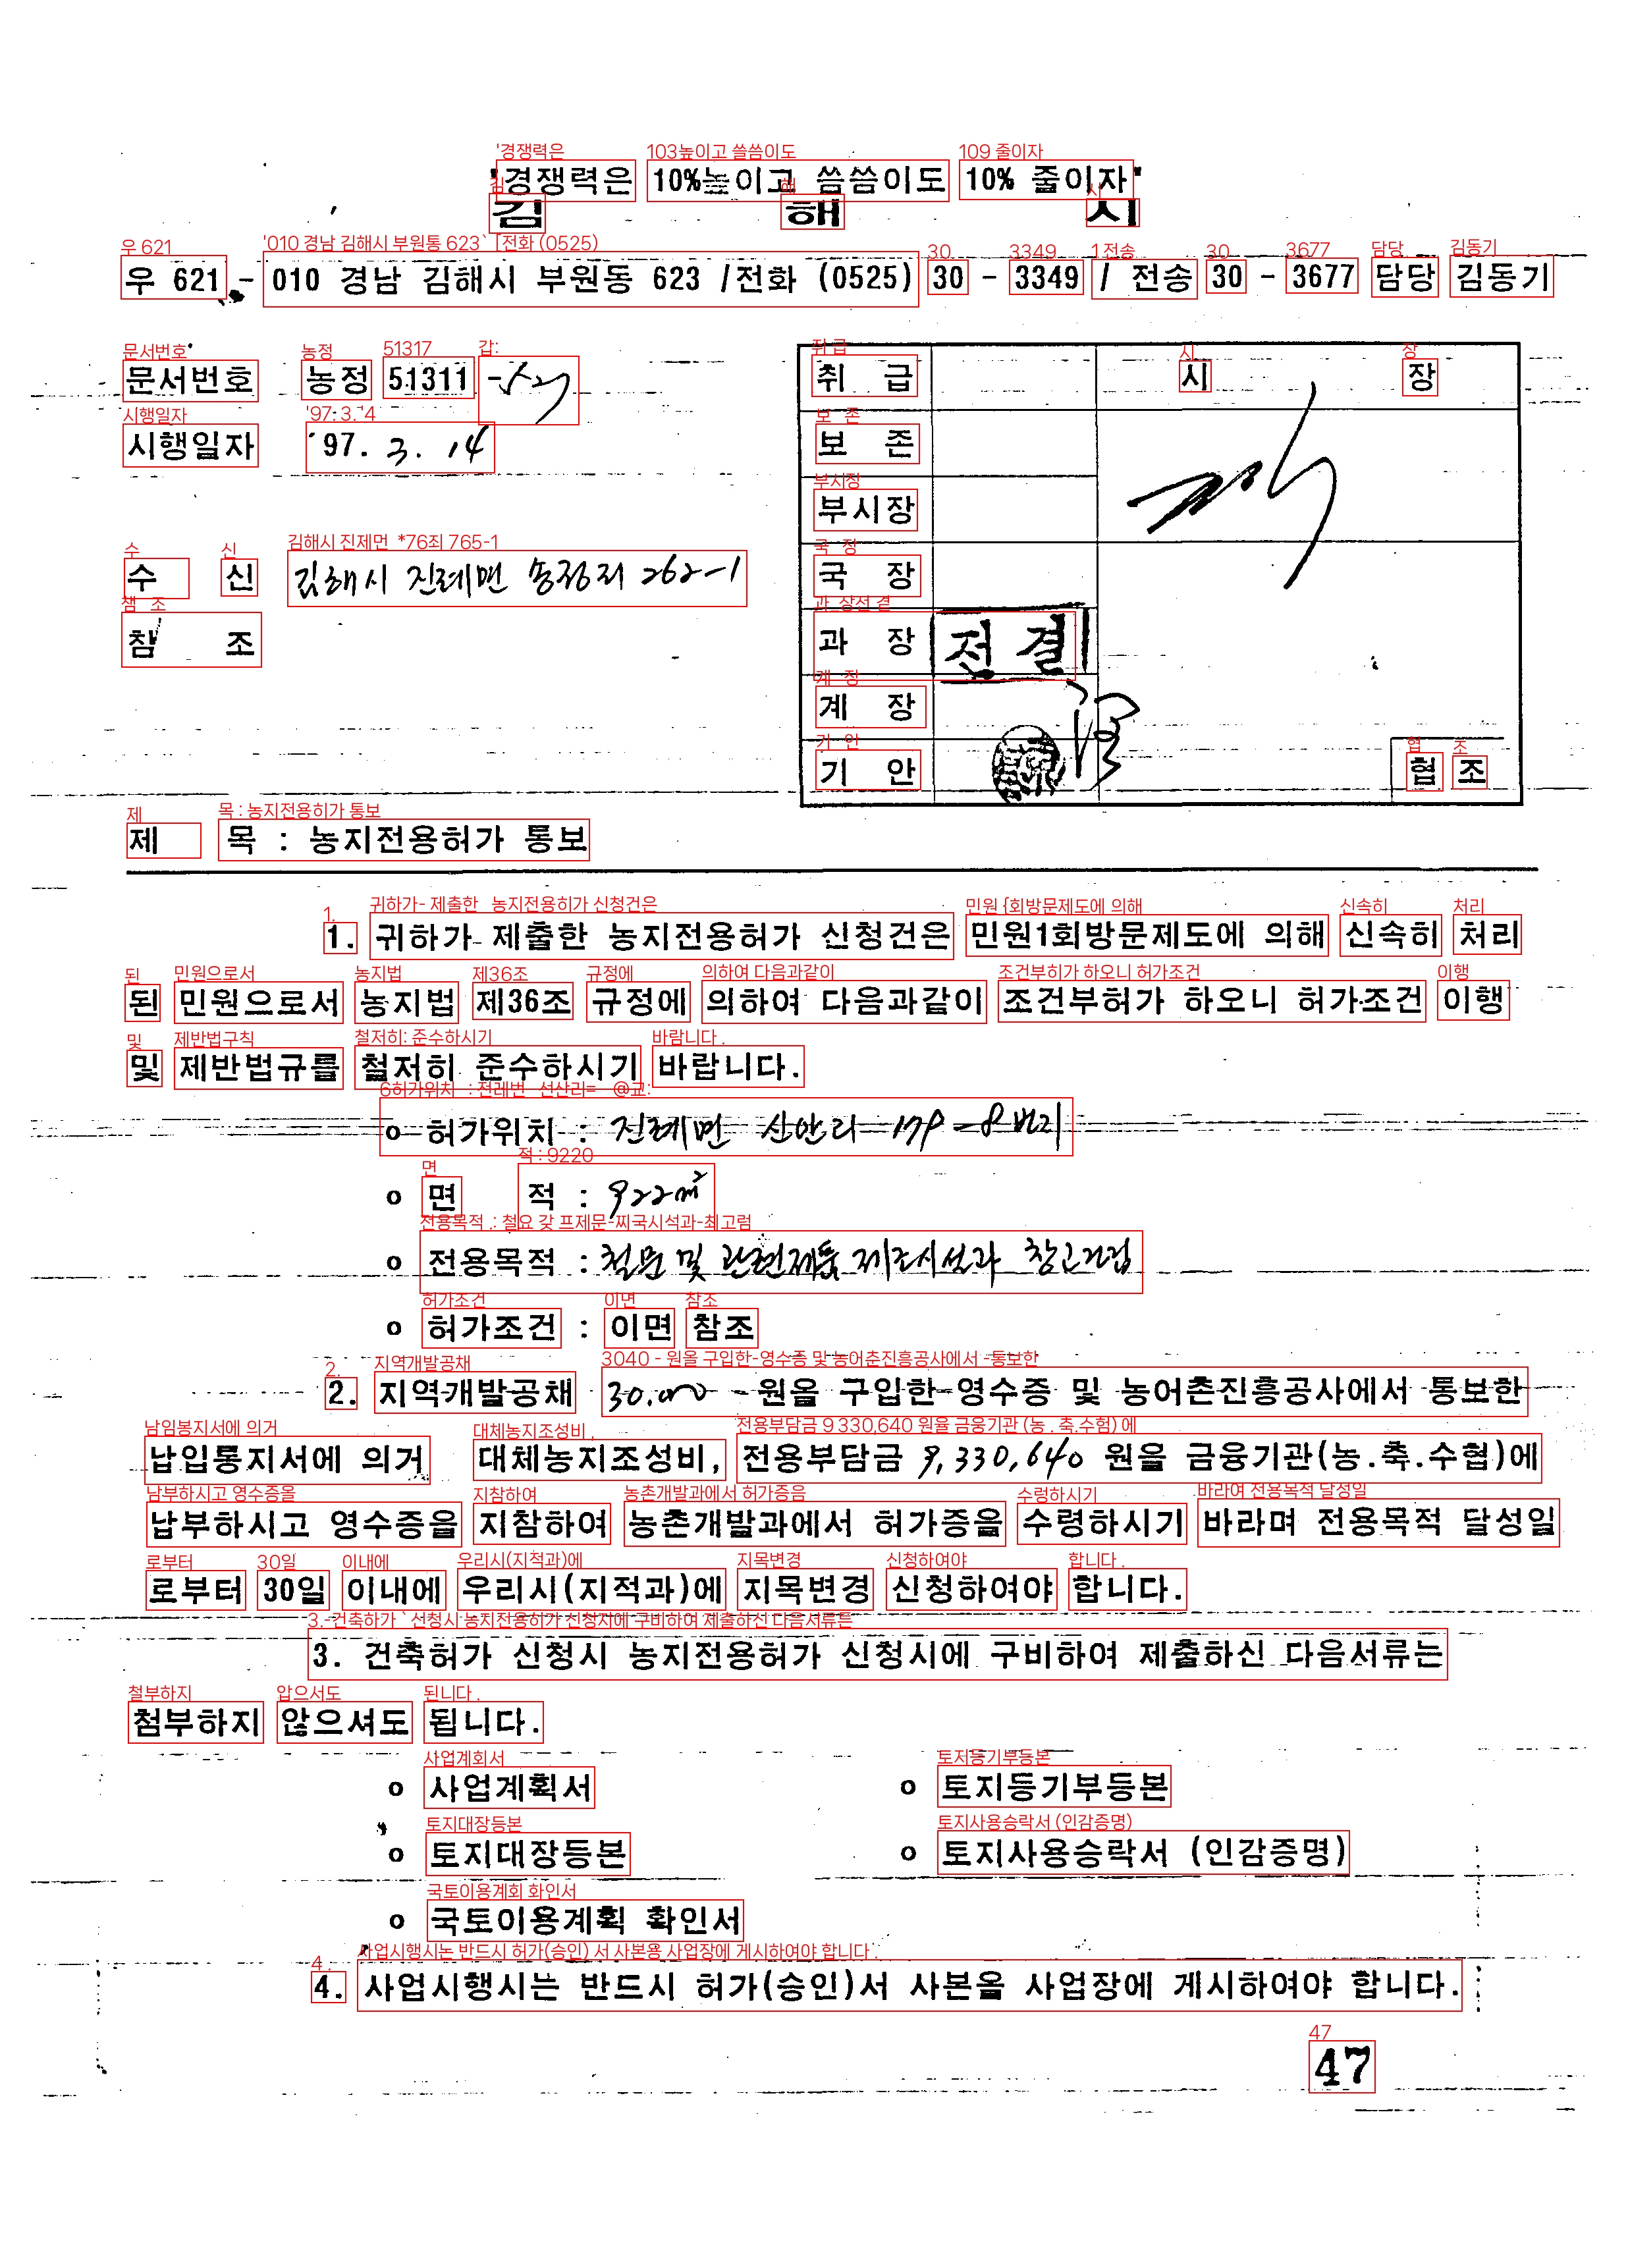 '경쟁력은 10%높이고 씀씀이도 10% 줄이자'
김 해 시
우 621 - 010 경남 김해시 부원동 623 /전화 (0525) 30 - 3349 / 전송 30 - 3677 담당 김동기
문서번호 농정 51311 -
시행일자 '97. 3. 14
수 신 김해시 진례면 송정리 262-1
참 조
취 급
보 존
부시장
국 장
과 장 전결
계 장
기 안
시 장
협 조
제 목 : 농지전용허가 통보
1. 귀하가 제출한 농지전용허가 신청건은 민원1회방문제도에 의해 신속히 처리
된 민원으로서 농지법 제36조 규정에 의하여 다음과같이 조건부허가 하오니 허가조건 이행
및 제반법규를 철저히 준수하시기 바랍니다.
o 허가위치 : 진례면 신안리 179-8번지
o 면 적 : 922㎡
o 전용목적 : 철문 및 관련제품 제조시설과 창고건립
o 허가조건 : 이면 참조
2. 지역개발공채 30,000 - 원을 구입한 영수증 및 농어촌진흥공사에서 통보한
납입통지서에 의거 대체농지조성비, 전용부담금 9,330,640 원을 금융기관(농.축.수협)에
납부하시고 영수증을 지참하여 농촌개발과에서 허가증을 수령하시기 바라며 전용목적 달성일
로부터 30일 이내에 우리시(지적과)에 지목변경 신청하여야 합니다.
3. 건축허가 신청시 농지전용허가 신청시에 구비하여 제출하신 다음서류는
첨부하지 않으셔도 됩니다.
o 사업계획서 o 토지등기부등본
o 토지대장등본 o 토지사용승락서 (인감증명)
o 국토이용계획 확인서
4. 사업시행시는 반드시 허가(승인)서 사본을 사업장에 게시하여야 합니다.
47